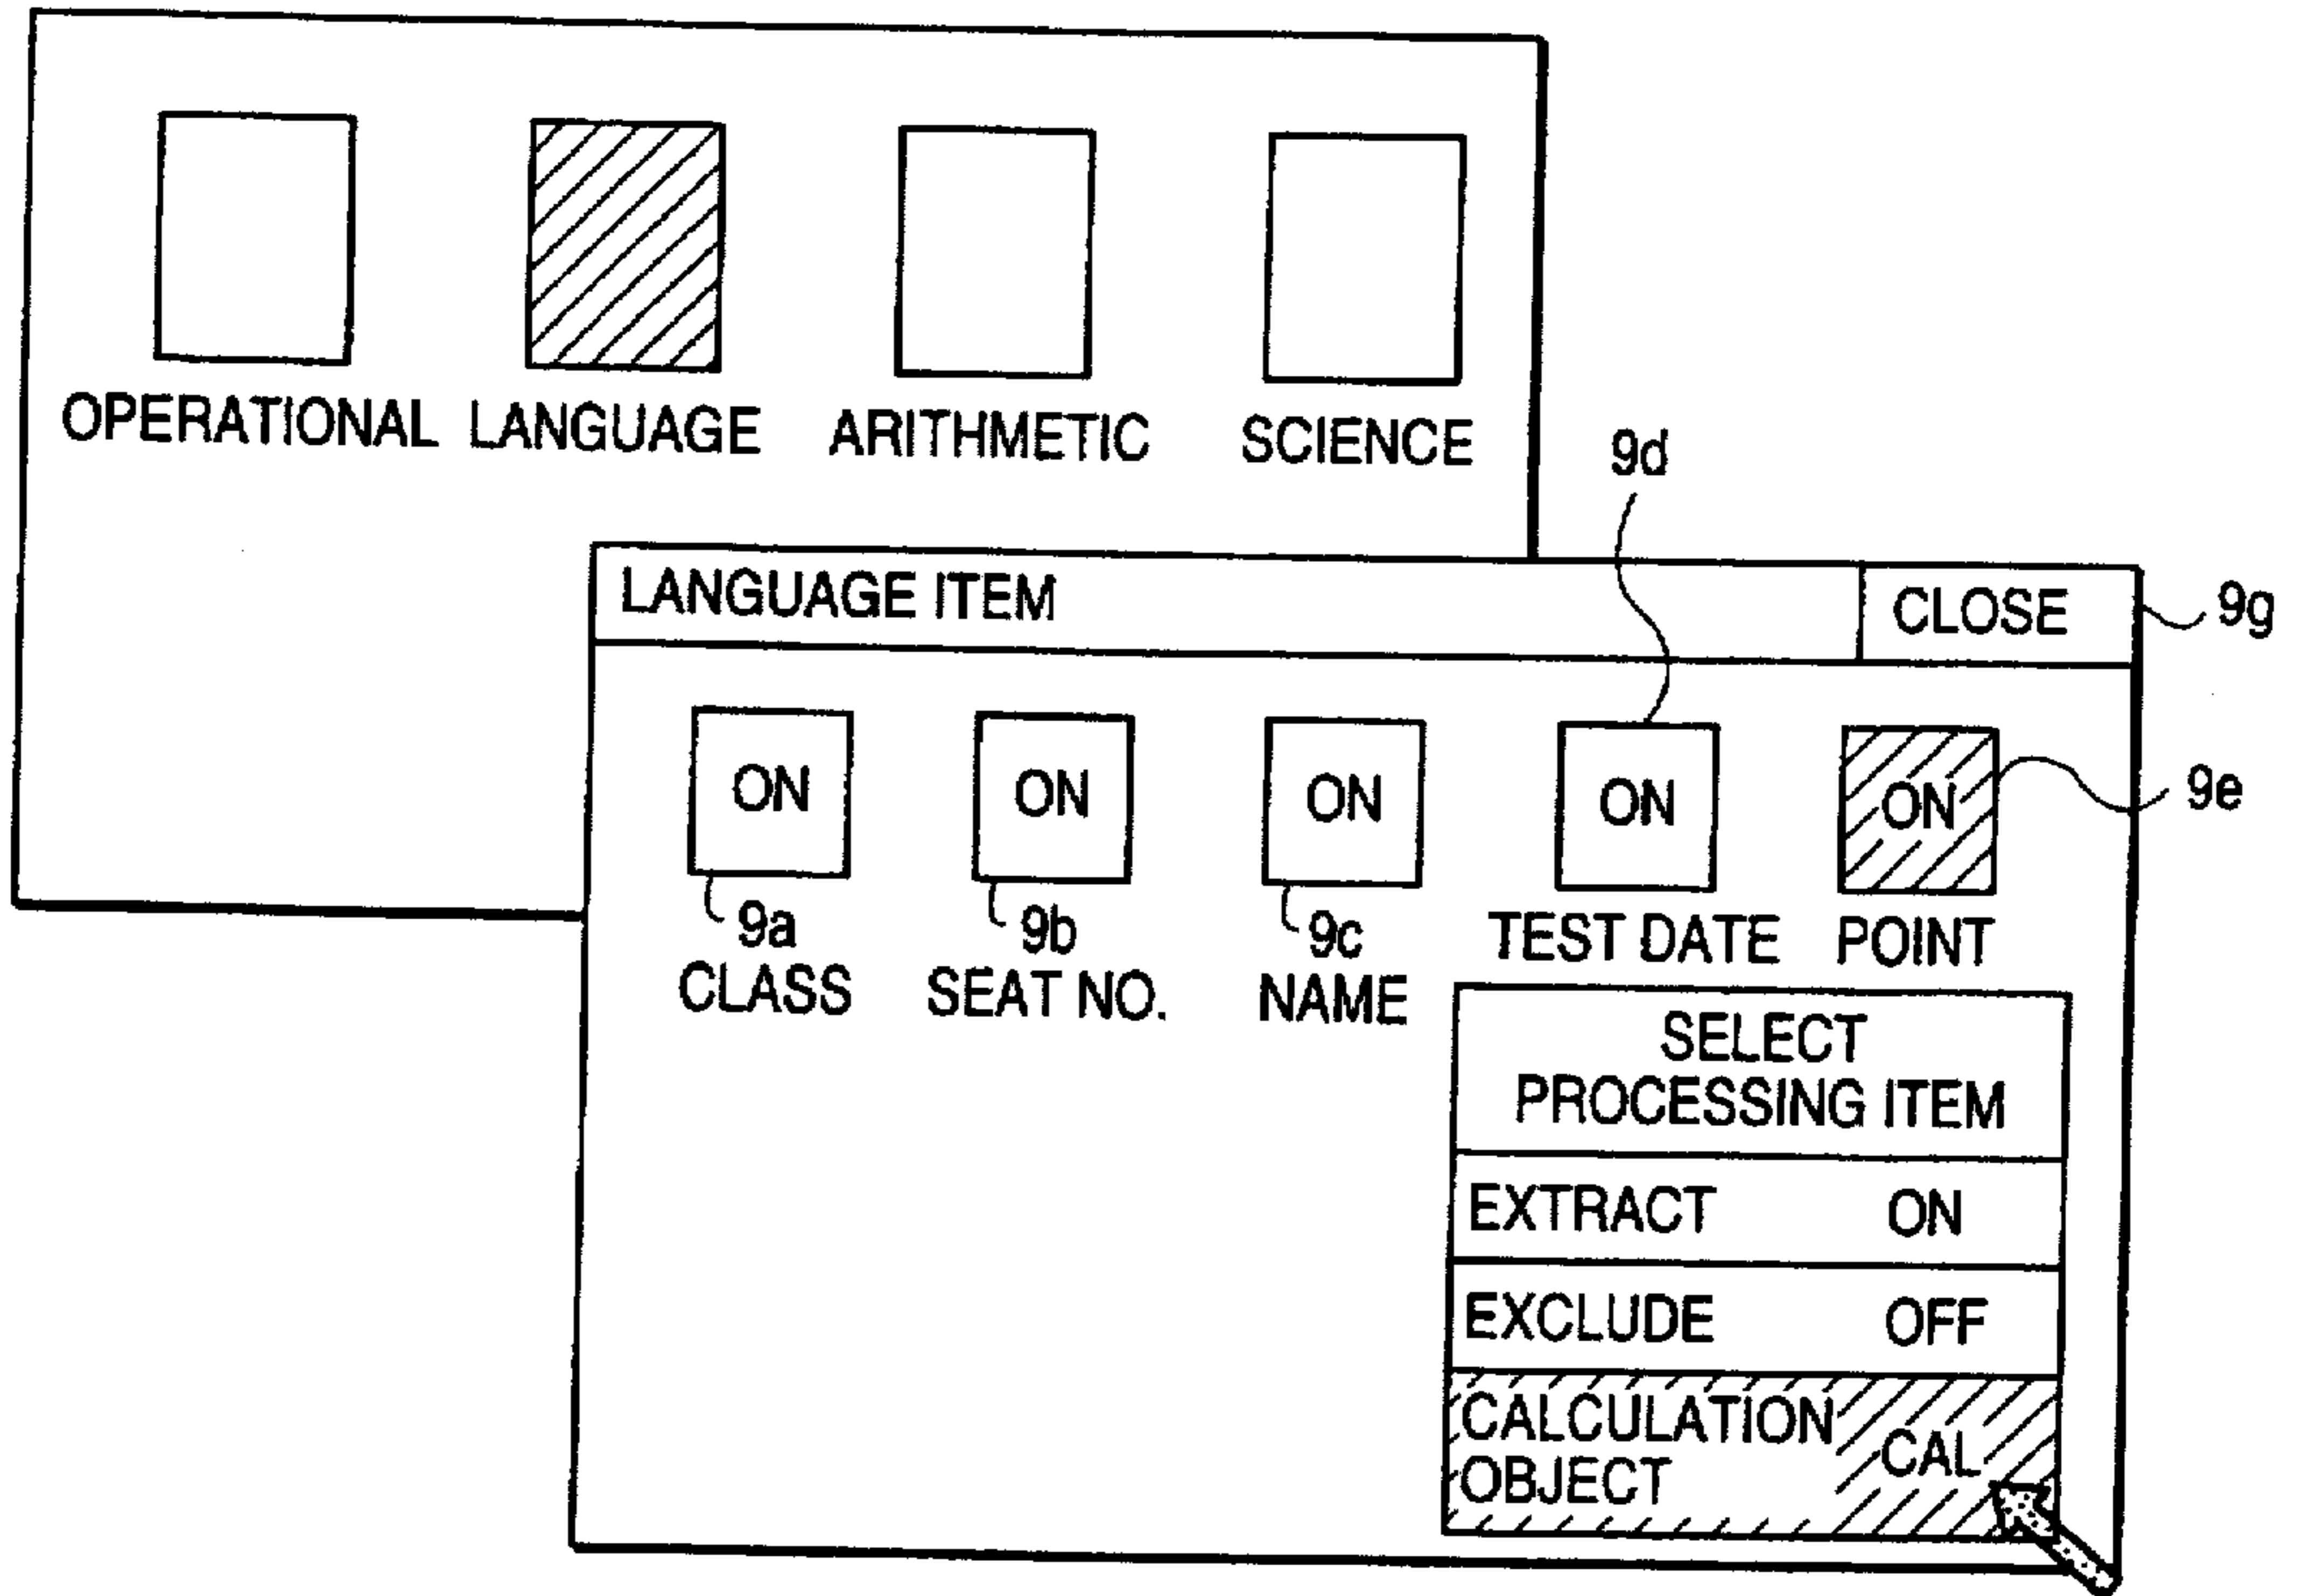 OPERATIONAL LANGUAGE ARITHMETIC SCIENCE
9d
LANGUAGE ITEM CLOSE 9g
ON ON ON ON ON 9e
9a 9b 9c TEST DATE POINT
CLASS SEAT NO. NAME
SELECT
PROCESSING ITEM
EXTRACT ON
EXCLUDE OFF
CALCULATION CAL
OBJECT